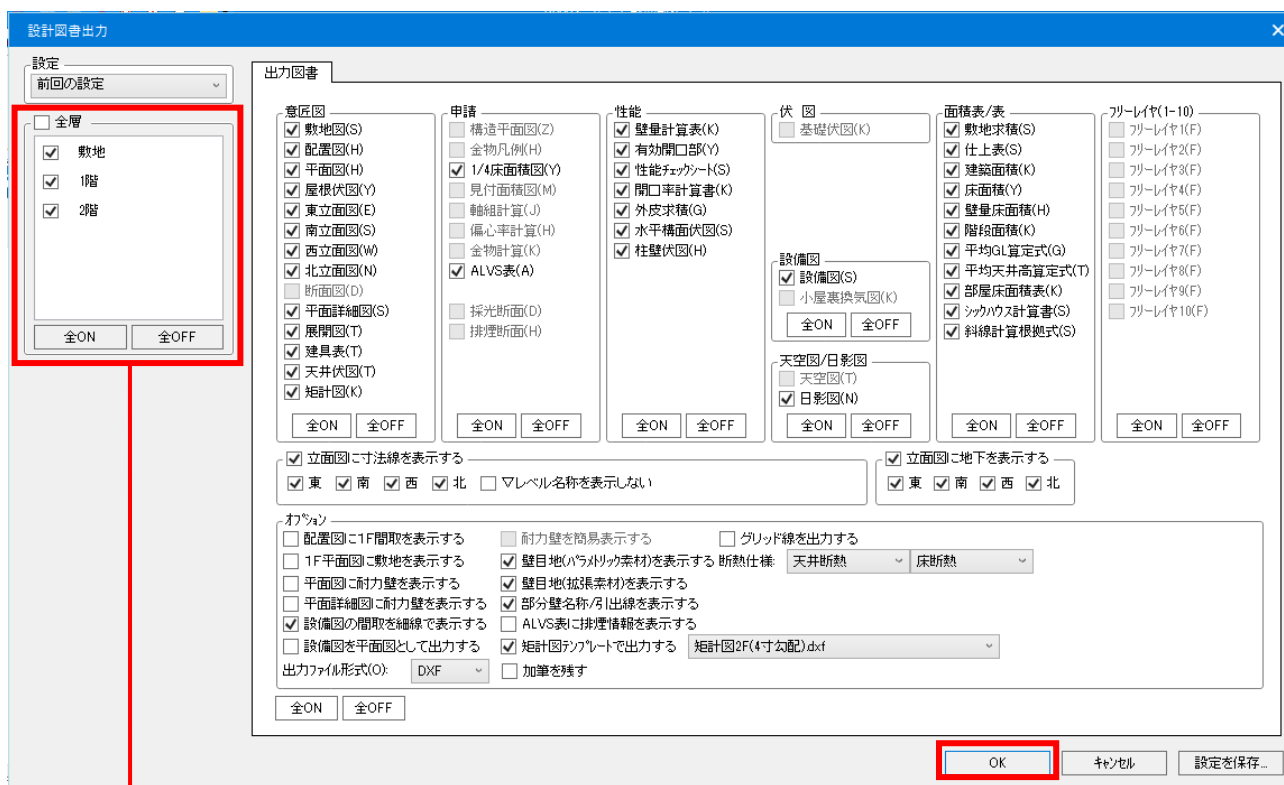 設計図書出力
設定
前回の設定
全層
敷地
1階
2階
全ON 全OFF
出力図書
意匠図
敷地図(S)
配置図(H)
平面図(H)
屋根伏図(Y)
東立面図(E)
南立面図(S)
西立面図(W)
北立面図(N)
断面図(D)
平面詳細図(S)
展開図(T)
建具表(T)
天井伏図(T)
矩計図(K)
全ON 全OFF
申請
構造平面図(Z)
金物凡例(H)
1/4床面積図(Y)
見付面積図(M)
軸組計算(J)
偏心率計算(H)
金物計算(K)
ALVS表(A)
採光断面(D)
排煙断面(H)
全ON 全OFF
性能
壁量計算表(K)
有効開口部(Y)
性能チェックシート(S)
開口率計算書(K)
外皮求積(G)
水平構面伏図(S)
柱壁伏図(H)
全ON 全OFF
伏 図
基礎伏図(K)
設備図
設備図(S)
小屋裏換気図(K)
全ON 全OFF
天空図/日影図
天空図(T)
日影図(N)
全ON 全OFF
面積表/表
敷地求積(S)
仕上表(S)
建築面積(K)
床面積(Y)
壁量床面積(H)
階段面積(K)
平均GL算定式(G)
平均天井高算定式(T)
部屋床面積表(K)
シックハウス計算書(S)
斜線計算根拠式(S)
全ON 全OFF
フリーレイヤ(1-10)
フリーレイヤ1(F)
フリーレイヤ2(F)
フリーレイヤ3(F)
フリーレイヤ4(F)
フリーレイヤ5(F)
フリーレイヤ6(F)
フリーレイヤ7(F)
フリーレイヤ8(F)
フリーレイヤ9(F)
フリーレイヤ10(F)
全ON 全OFF
立面図に寸法線を表示する
東 南 西 北 ▽レベル名称を表示しない
立面図に地下を表示する
東 南 西 北
オプション
配置図に1F間取を表示する 耐力壁を簡易表示する グリッド線を出力する
1F平面図に敷地を表示する 壁目地(パラメトリック素材)を表示する 断熱仕様: 天井断熱 床断熱
平面図に耐力壁を表示する 壁目地(拡張素材)を表示する
平面詳細図に耐力壁を表示する 部分壁名称/引出線を表示する
設備図の間取を細線で表示する ALVS表に排煙情報を表示する
設備図を平面図として出力する 矩計図テンプレートで出力する 矩計図2F(4寸勾配).dxf
出力ファイル形式(O): DXF 加筆を残す
全ON 全OFF
OK キャンセル 設定を保存...